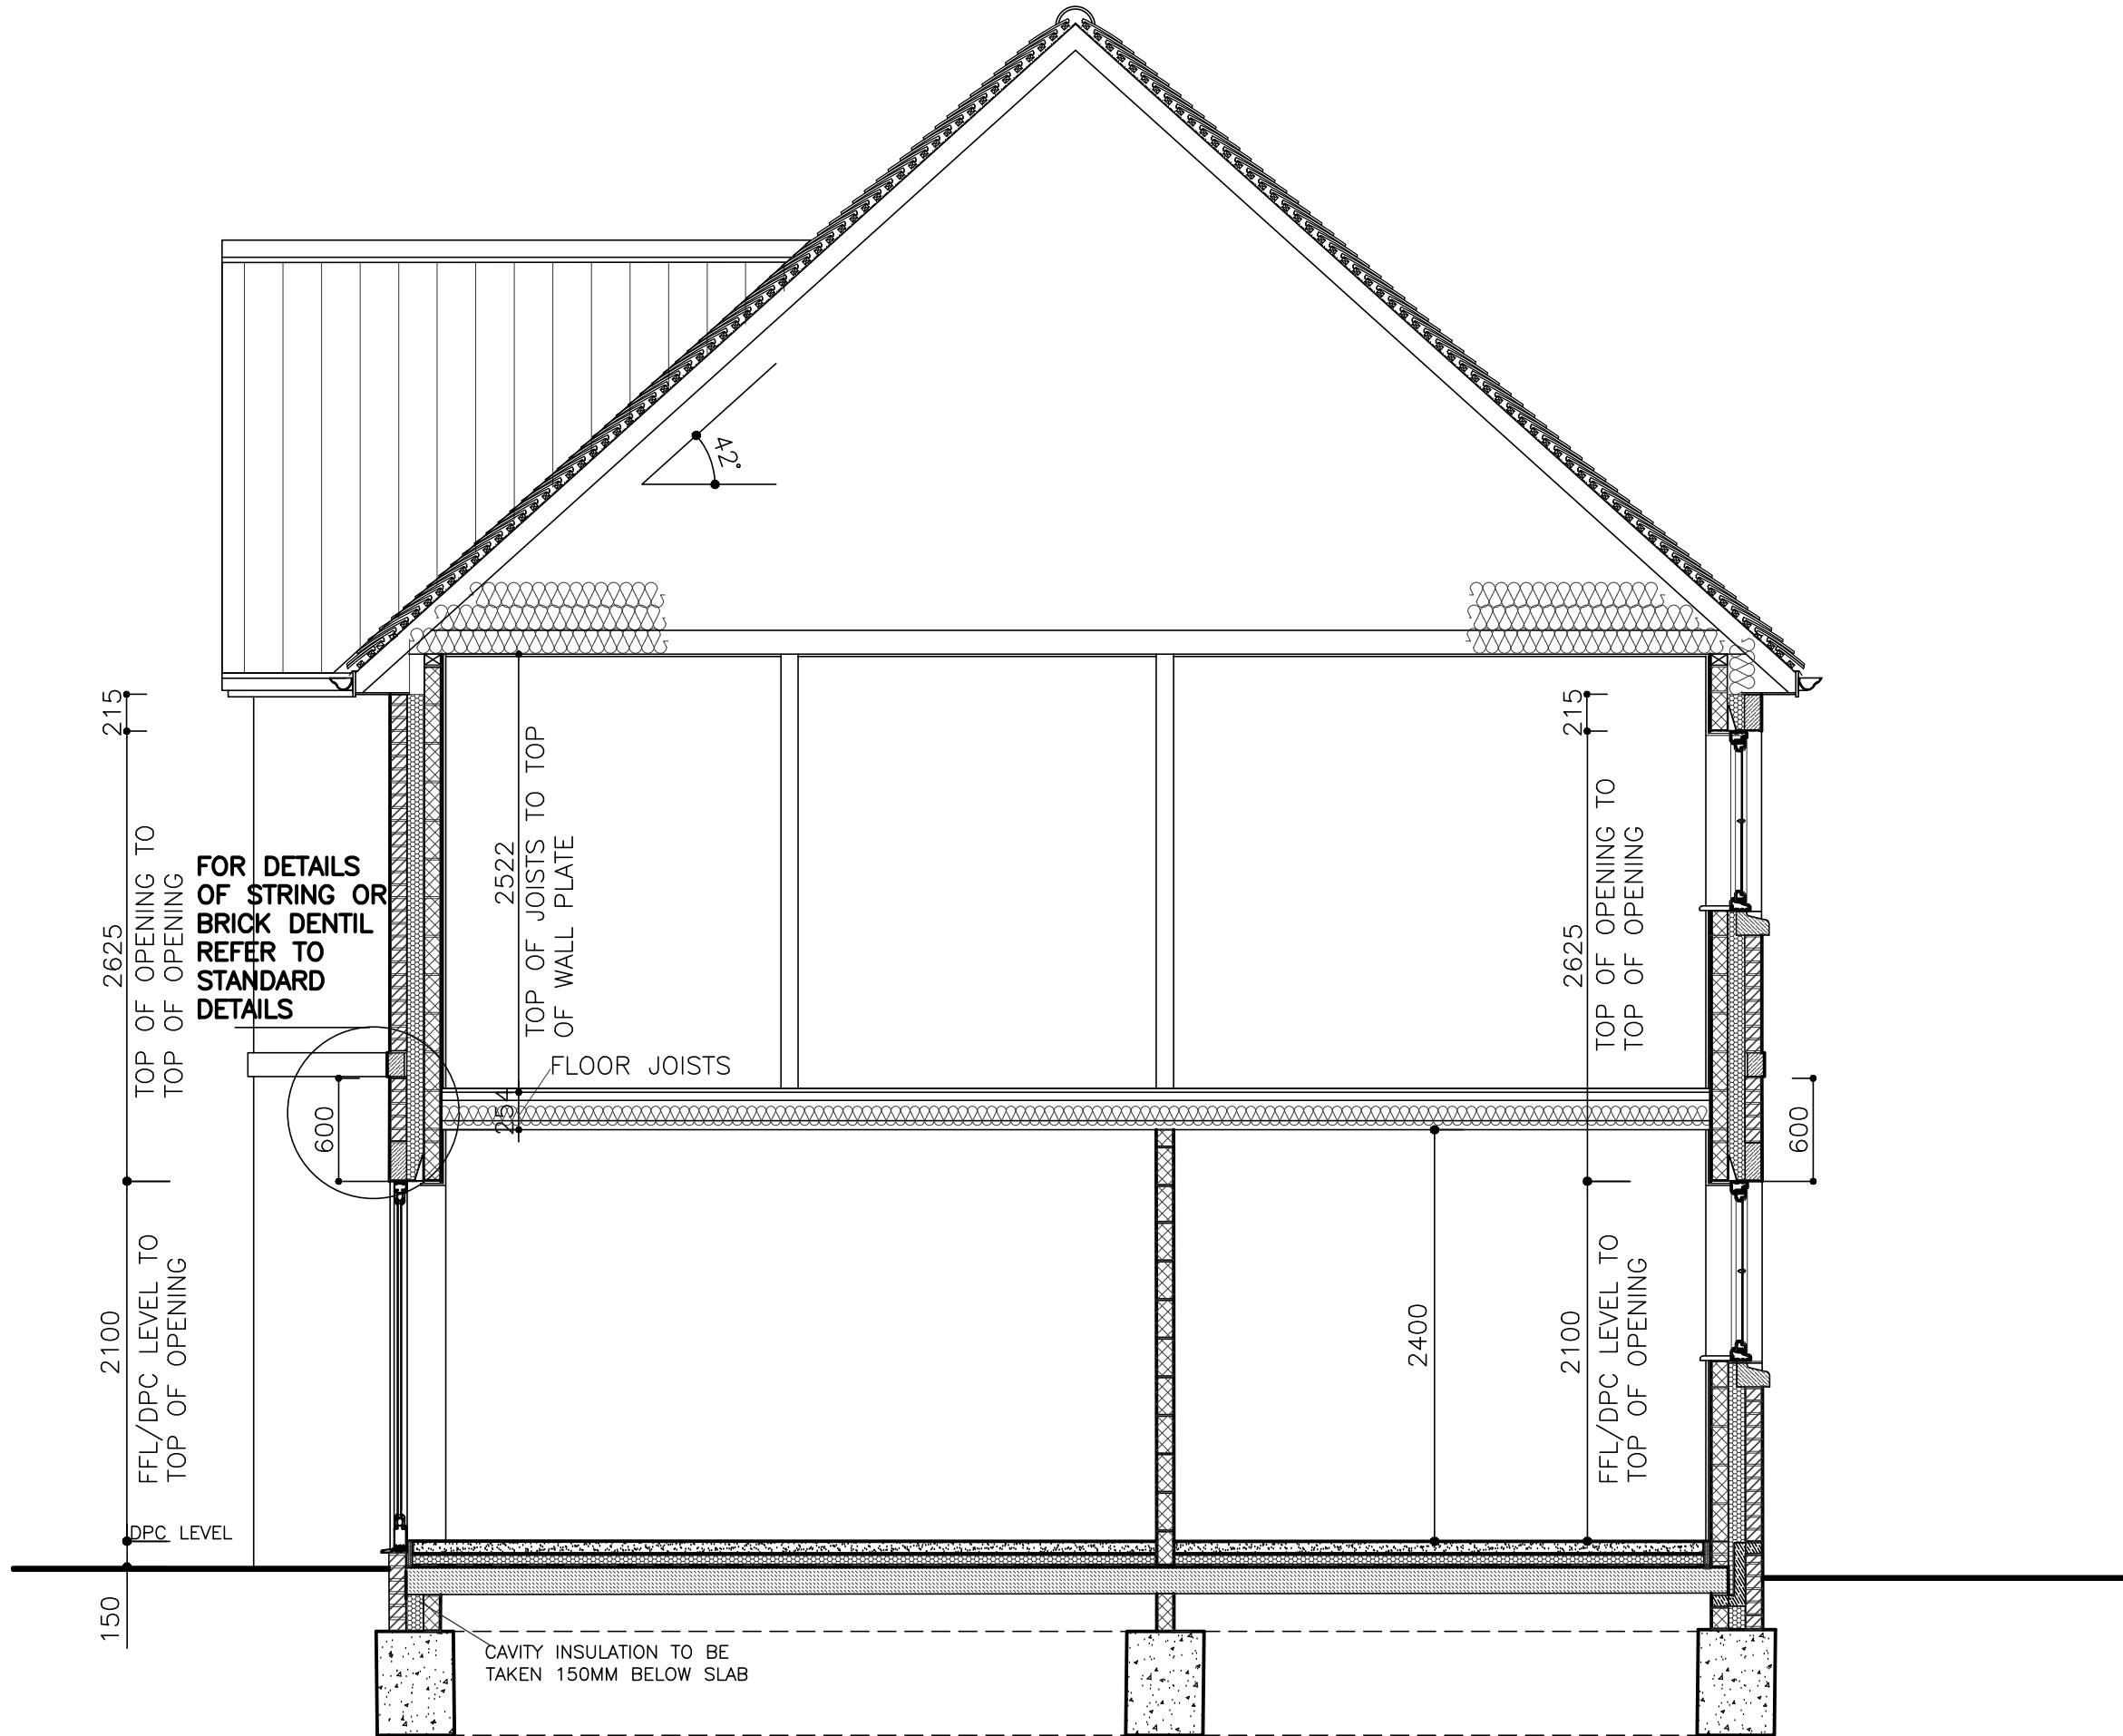 42°
215
TOP OF OPENING TO
TOP OF OPENING
2625
FOR DETAILS
OF STRING OR
BRICK DENTIL
REFER TO
STANDARD
DETAILS
2522
TOP OF JOISTS TO TOP
OF WALL PLATE
FLOOR JOISTS
254
600
215
2625
TOP OF OPENING TO
TOP OF OPENING
600
2100
FFL/DPC LEVEL TO
TOP OF OPENING
2400
2100
FFL/DPC LEVEL TO
TOP OF OPENING
DPC LEVEL
150
CAVITY INSULATION TO BE
TAKEN 150MM BELOW SLAB